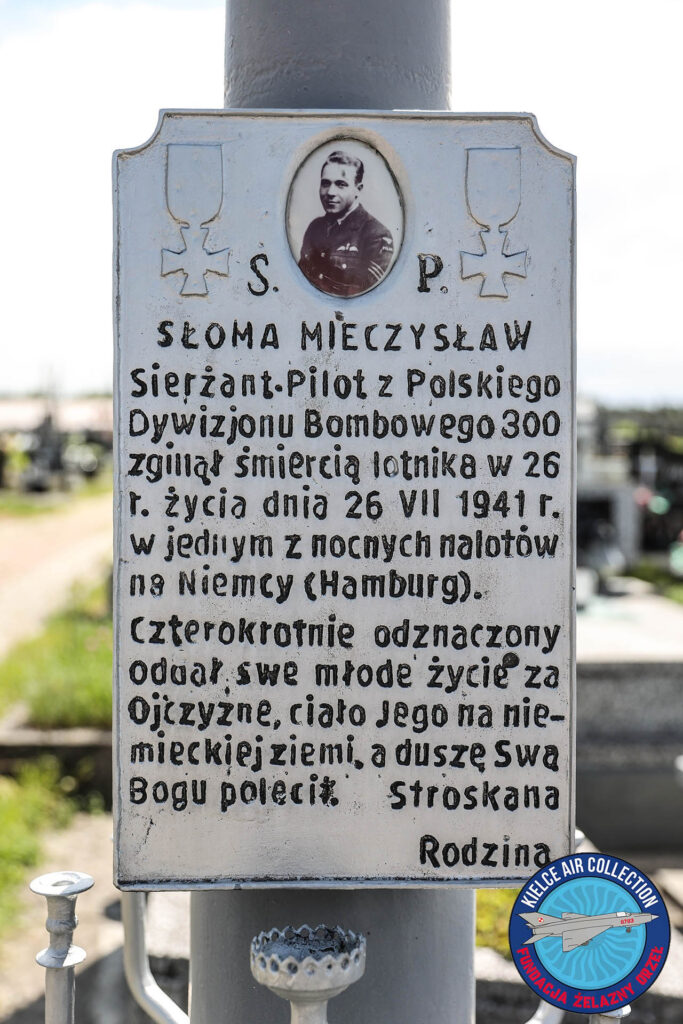 Ś. P.
SŁOMA MIECZYSŁAW
Sierżant-Pilot z Polskiego
Dywizjonu Bombowego 300
zginął śmiercią lotnika w 26
r. życia dnia 26 VII 1941 r.
w jednym z nocnych nalotów
na Niemcy (Hamburg).
Czterokrotnie odznaczony
oddał swe młode życie za
Ojczyznę, ciało Jego na nie-
mieckiej ziemi, a duszę Swą
Bogu polecił. Stroskana
Rodzina
KIELCE AIR COLLECTION
0703
FUNDACJA ŻELAZNY ORZEŁ